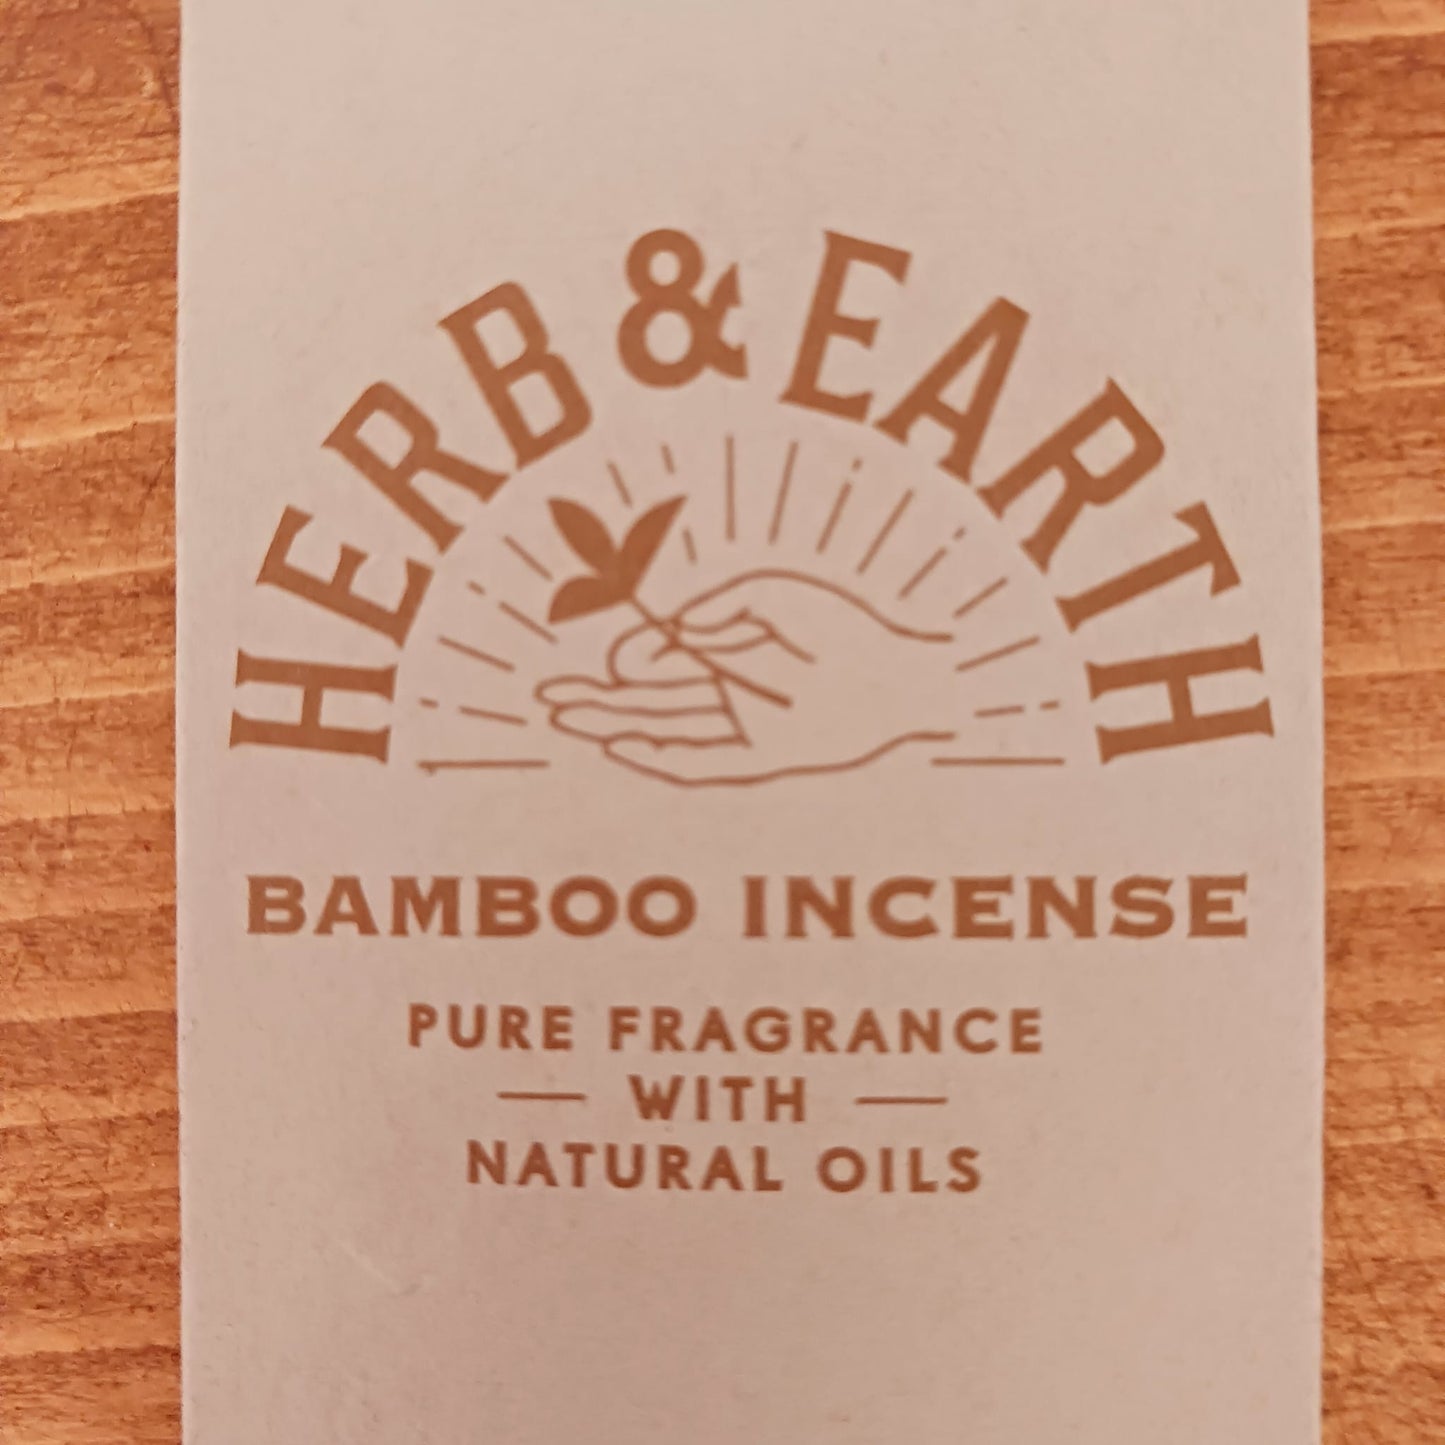 HERB & EARTH
BAMBOO INCENSE
PURE FRAGRANCE
— WITH —
NATURAL OILS